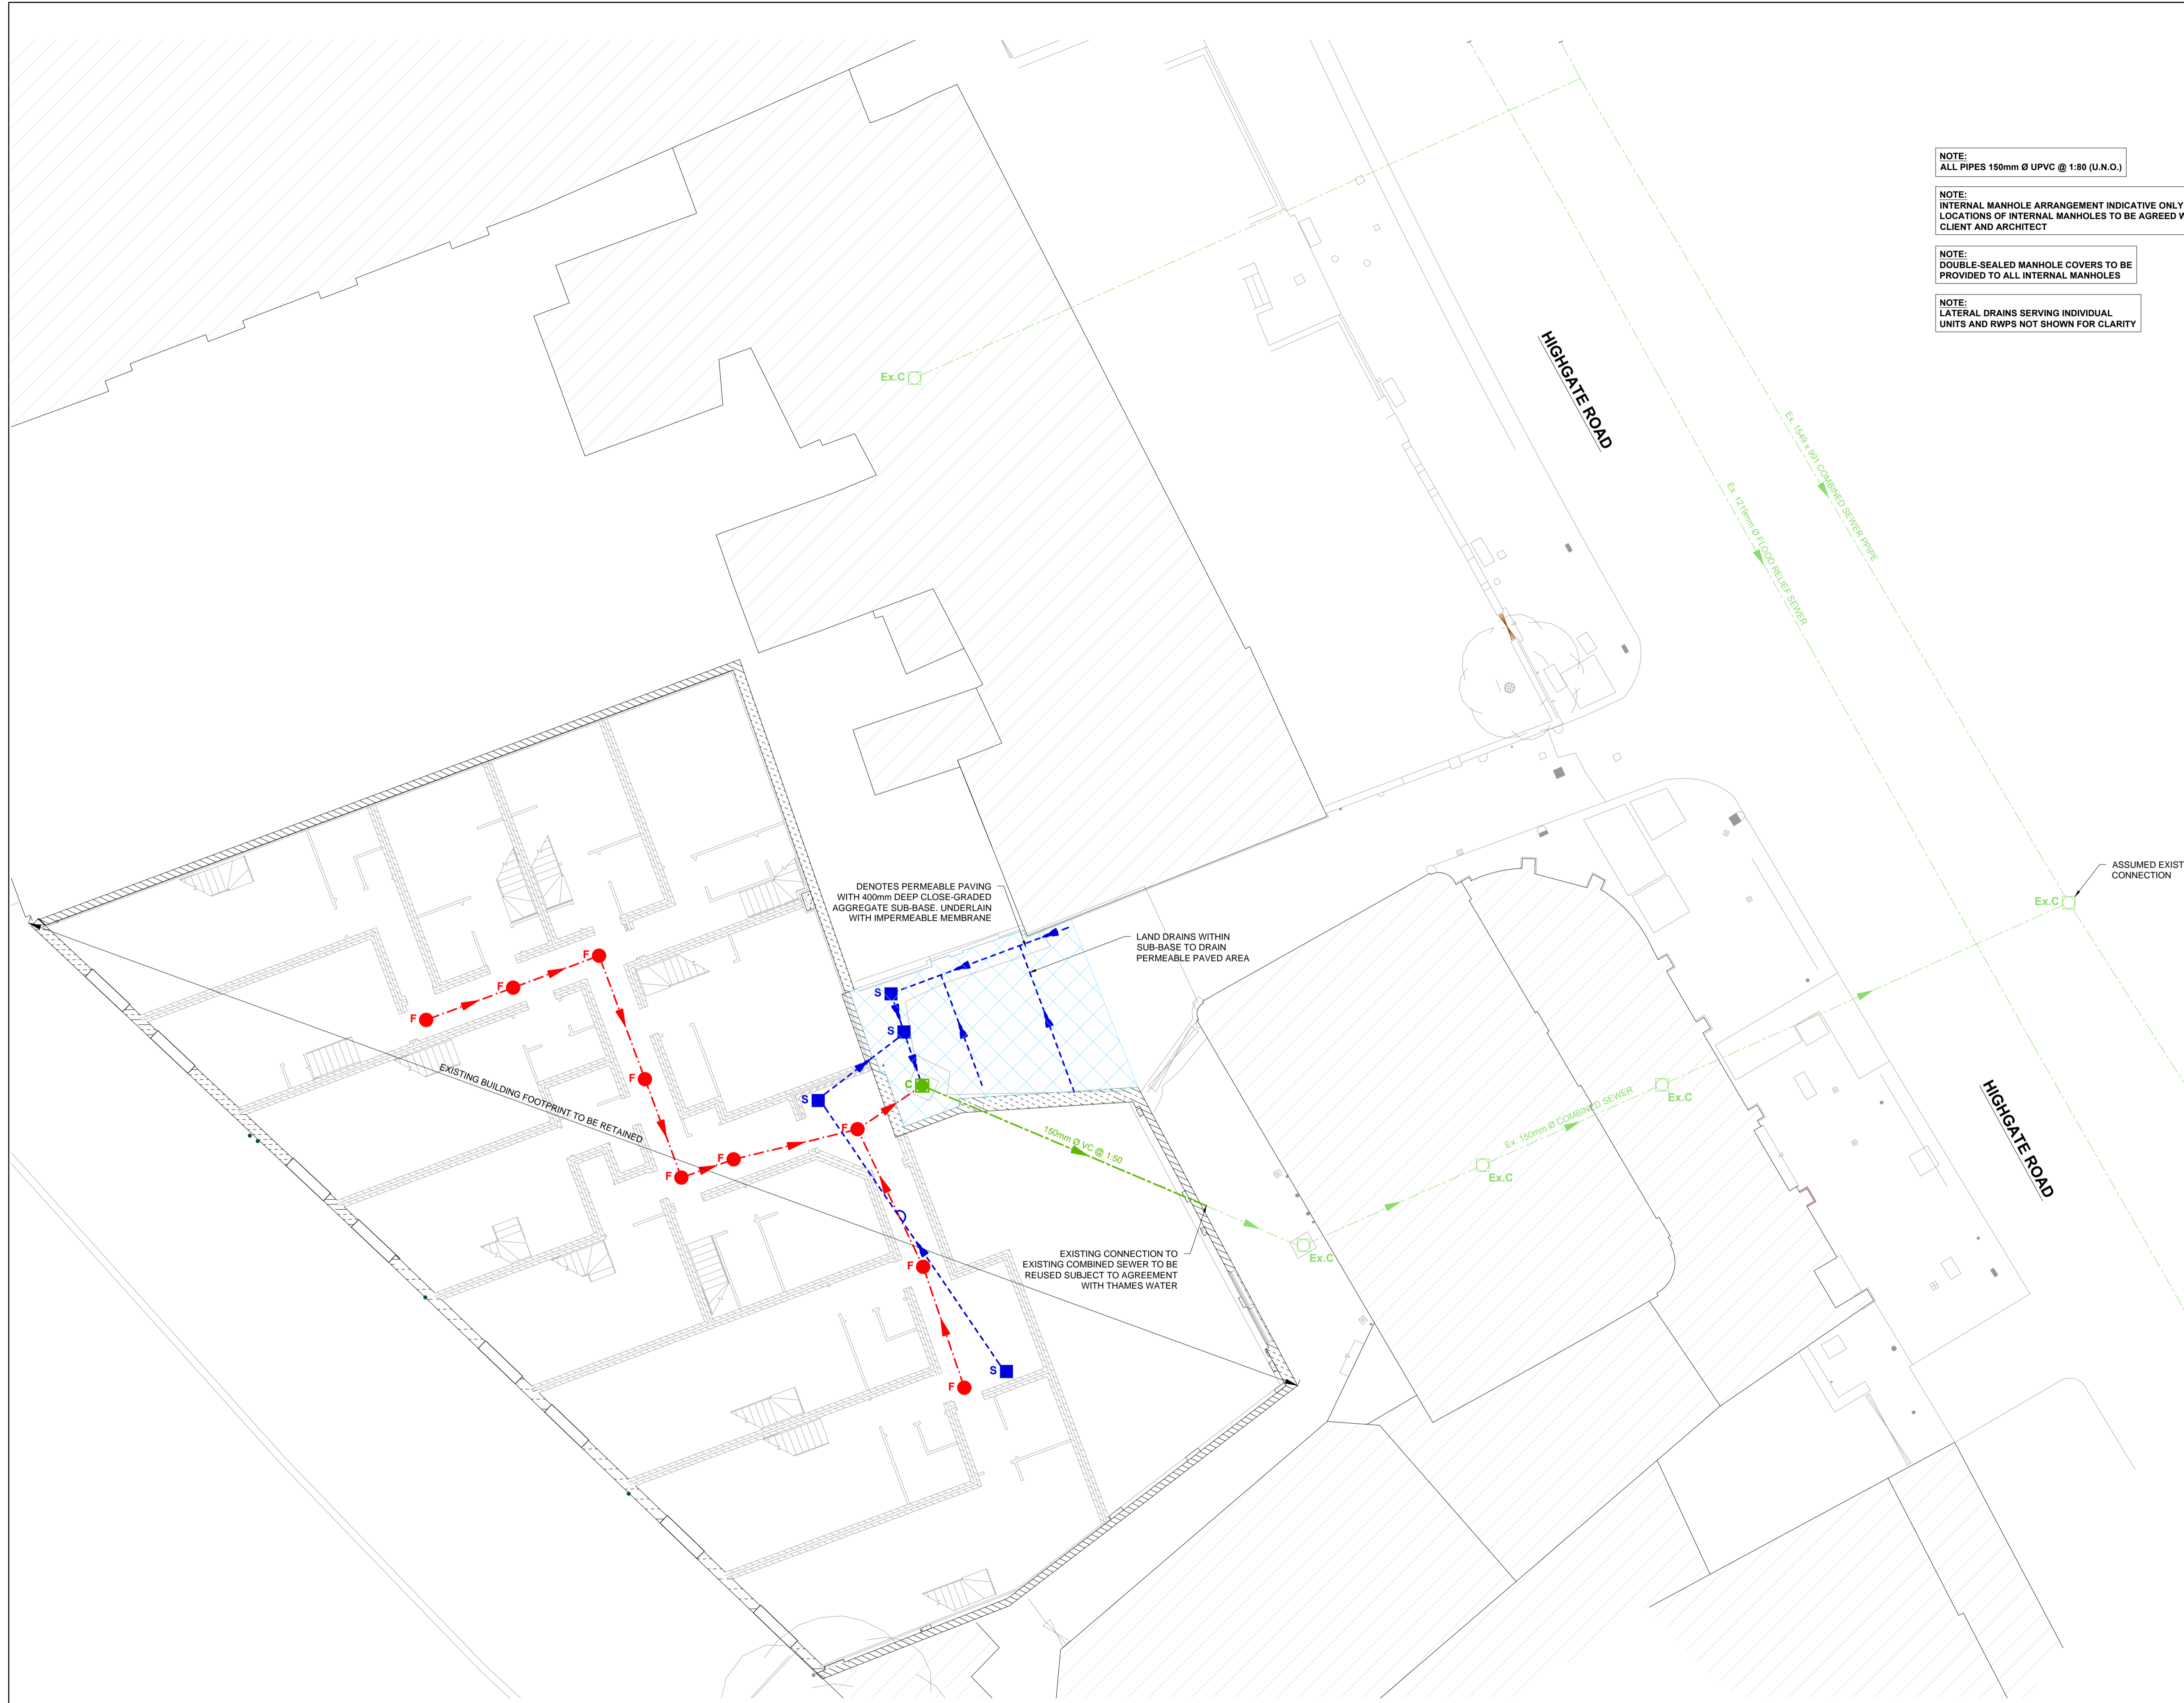 NOTE:
ALL PIPES 150mm Ø UPVC @ 1:80 (U.N.O.)
NOTE:
INTERNAL MANHOLE ARRANGEMENT INDICATIVE ONLY
LOCATIONS OF INTERNAL MANHOLES TO BE AGREED
CLIENT AND ARCHITECT
NOTE:
DOUBLE-SEALED MANHOLE COVERS TO BE
PROVIDED TO ALL INTERNAL MANHOLES
NOTE:
LATERAL DRAINS SERVING INDIVIDUAL
UNITS AND RWPS NOT SHOWN FOR CLARITY
HIGHGATE ROAD
Ex.C
Ex. 1549 x 991 COMBINED SEWER PPIPE
Ex. 1219mm Ø FLOOD RELIEF SEWER
ASSUMED
CONNECTION
Ex.C
DENOTES PERMEABLE PAVING
WITH 400mm DEEP CLOSE-GRADED
AGGREGATE SUB-BASE. UNDERLAIN
WITH IMPERMEABLE MEMBRANE
LAND DRAINS WITHIN
SUB-BASE TO DRAIN
PERMEABLE PAVED AREA
F
F
F
S
S
F
C
S
EXISTING BUILDING FOOTPRINT TO BE RETAINED
F
F
F
150mm Ø VC @ 1:50
Ex. 150mm Ø COMBINED SEWER
Ex.C
Ex.C
Ex.C
HIGHGATE ROAD
EXISTING CONNECTION TO
EXISTING COMBINED SEWER TO BE
REUSED SUBJECT TO AGREEMENT
WITH THAMES WATER
F
S
F